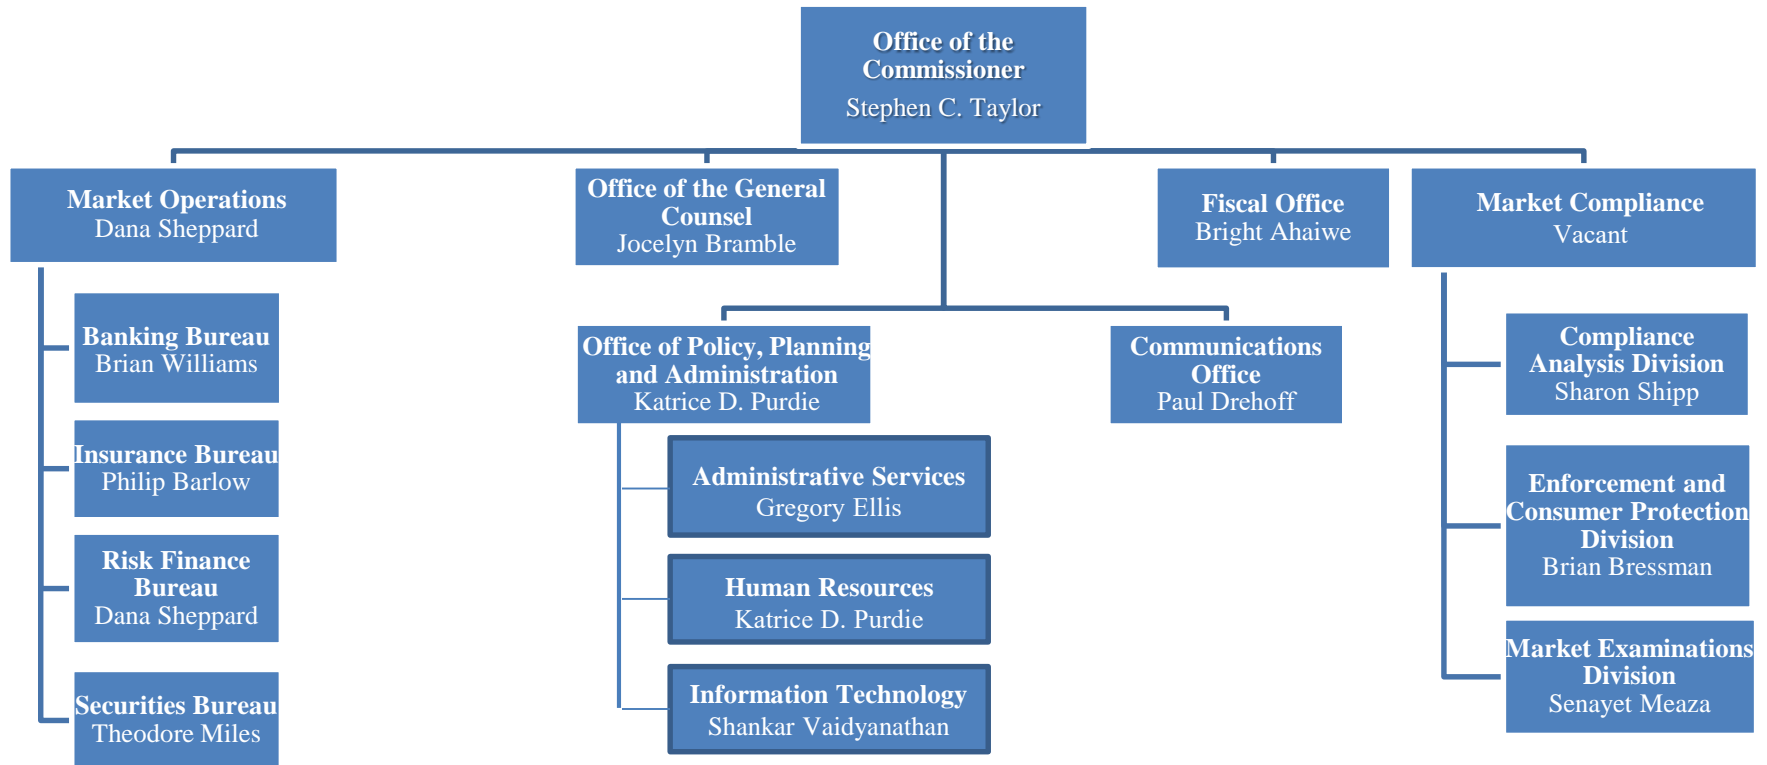 Office of the
Commissioner
Stephen C. Taylor
Market Operations
Dana Sheppard
Office of the General
Counsel
Jocelyn Bramble
Fiscal Office
Bright Ahaiwe
Market Compliance
Vacant
Banking Bureau
Brian Williams
Insurance Bureau
Philip Barlow
Risk Finance
Bureau
Dana Sheppard
Securities Bureau
Theodore Miles
Office of Policy, Planning
and Administration
Katrice D. Purdie
Administrative Services
Gregory Ellis
Human Resources
Katrice D. Purdie
Information Technology
Shankar Vaidyanathan
Communications
Office
Paul Drehoff
Compliance
Analysis Division
Sharon Shipp
Enforcement and
Consumer Protection
Division
Brian Bressman
Market Examinations
Division
Senayet Meaza